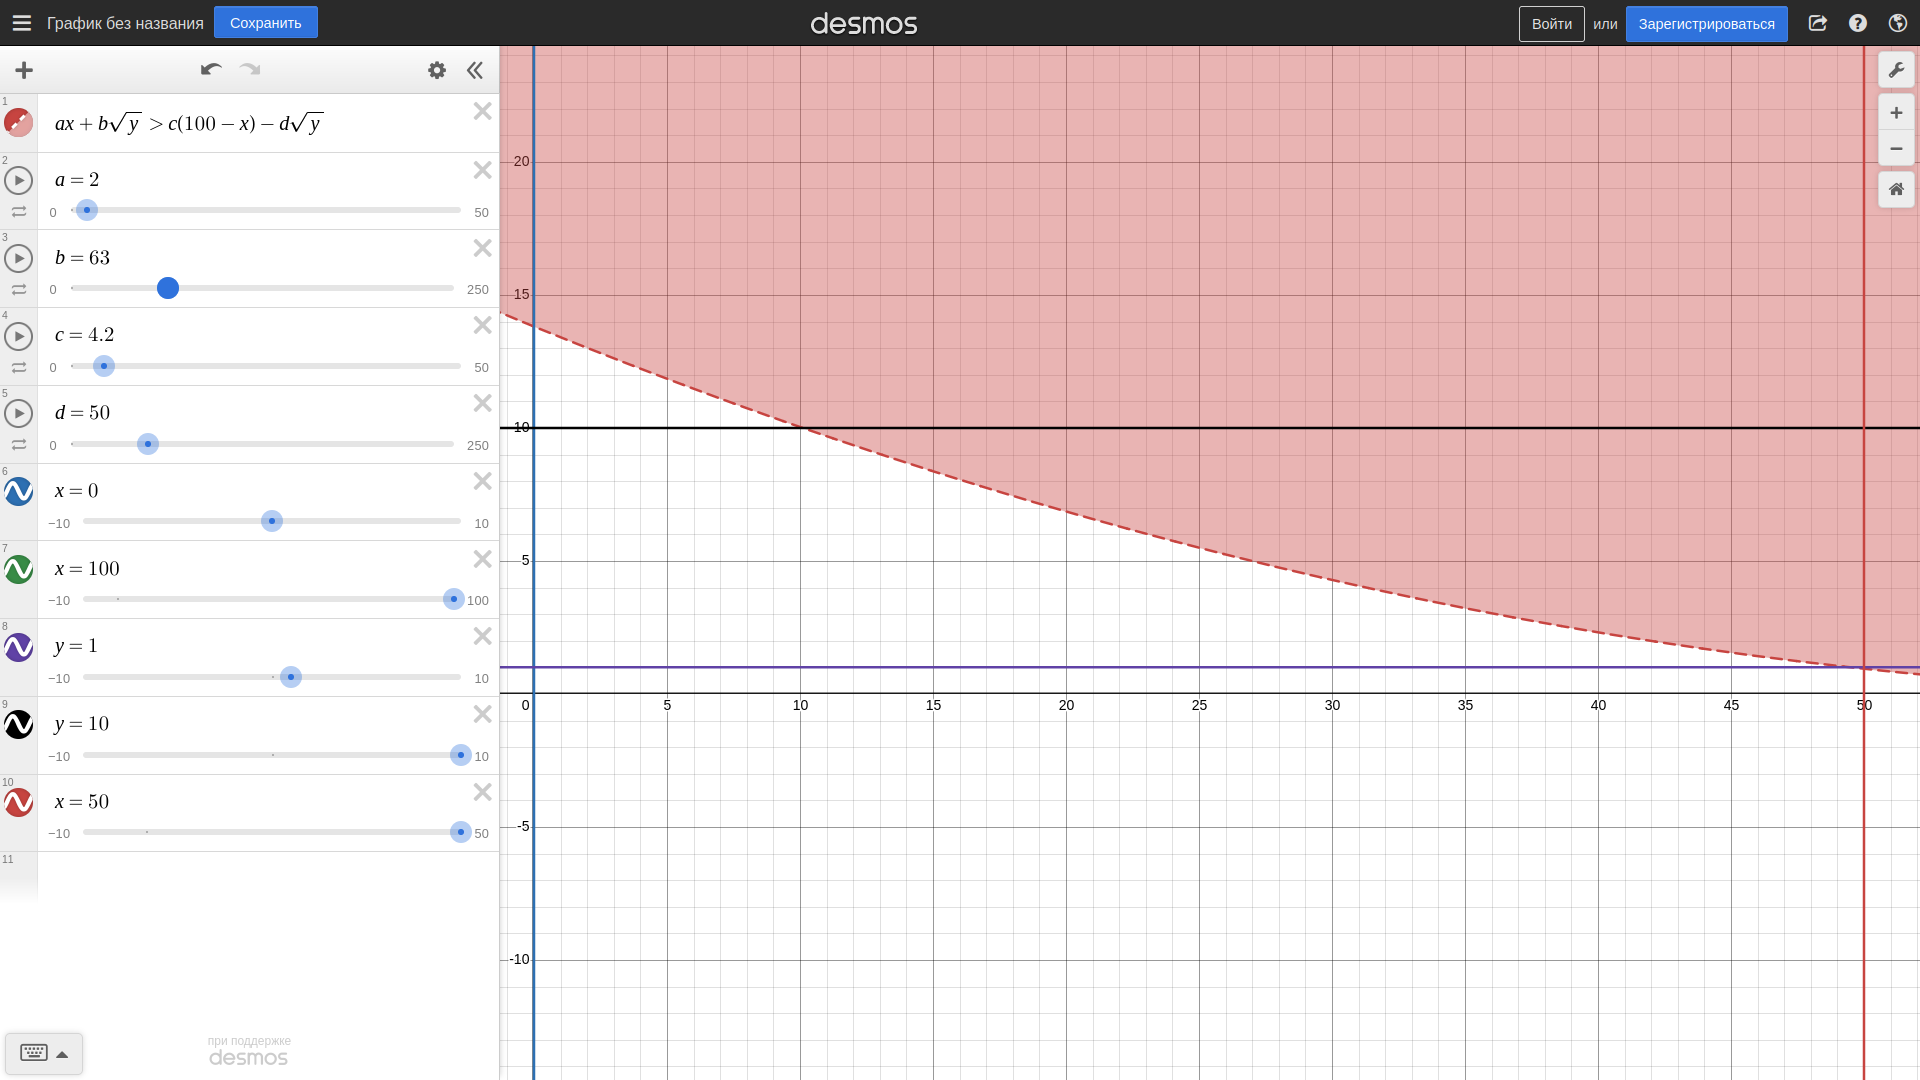 График без названия
Сохранить
desmos
Войти
или
Зарегистрироваться
1
ax + b√y > c(100 − x) − d√y
2
a = 2
0
50
3
b = 63
0
250
4
c = 4.2
0
50
5
d = 50
0
250
6
x = 0
−10
10
7
x = 100
−10
100
8
y = 1
−10
10
9
y = 10
−10
10
10
x = 50
−10
50
11
при поддержке
desmos
20
15
10
5
0
5
10
15
20
25
30
35
40
45
50
-5
-10